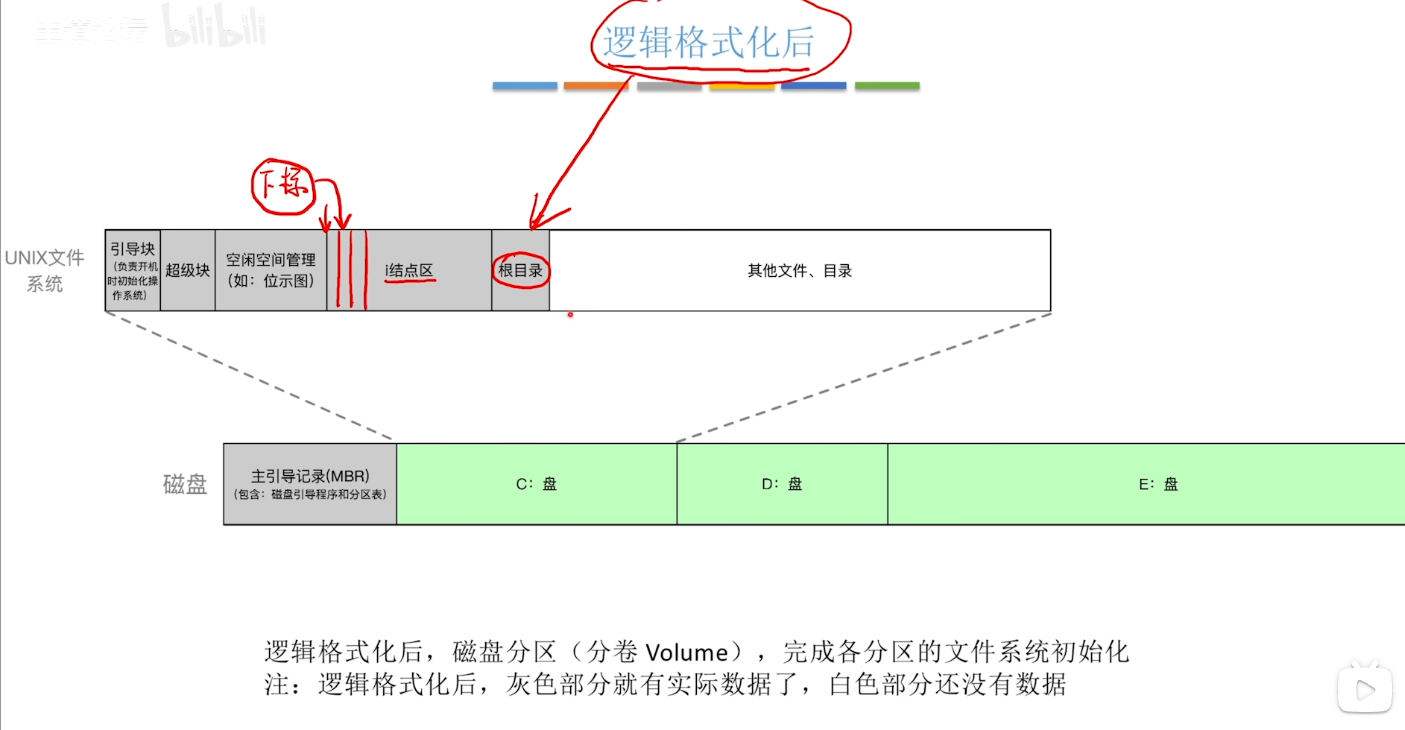 bilibili
逻辑格式化后
下标
UNIX文件
系统
引导块
（负责开机
时初始化操
作系统）
超级块
空闲空间管理
（如：位示图）
i结点区
根目录
其他文件、目录
磁盘
主引导记录(MBR)
（包含：磁盘引导程序和分区表）
C：盘
D：盘
E：盘
逻辑格式化后，磁盘分区（分卷 Volume），完成各分区的文件系统初始化
注：逻辑格式化后，灰色部分就有实际数据了，白色部分还没有数据